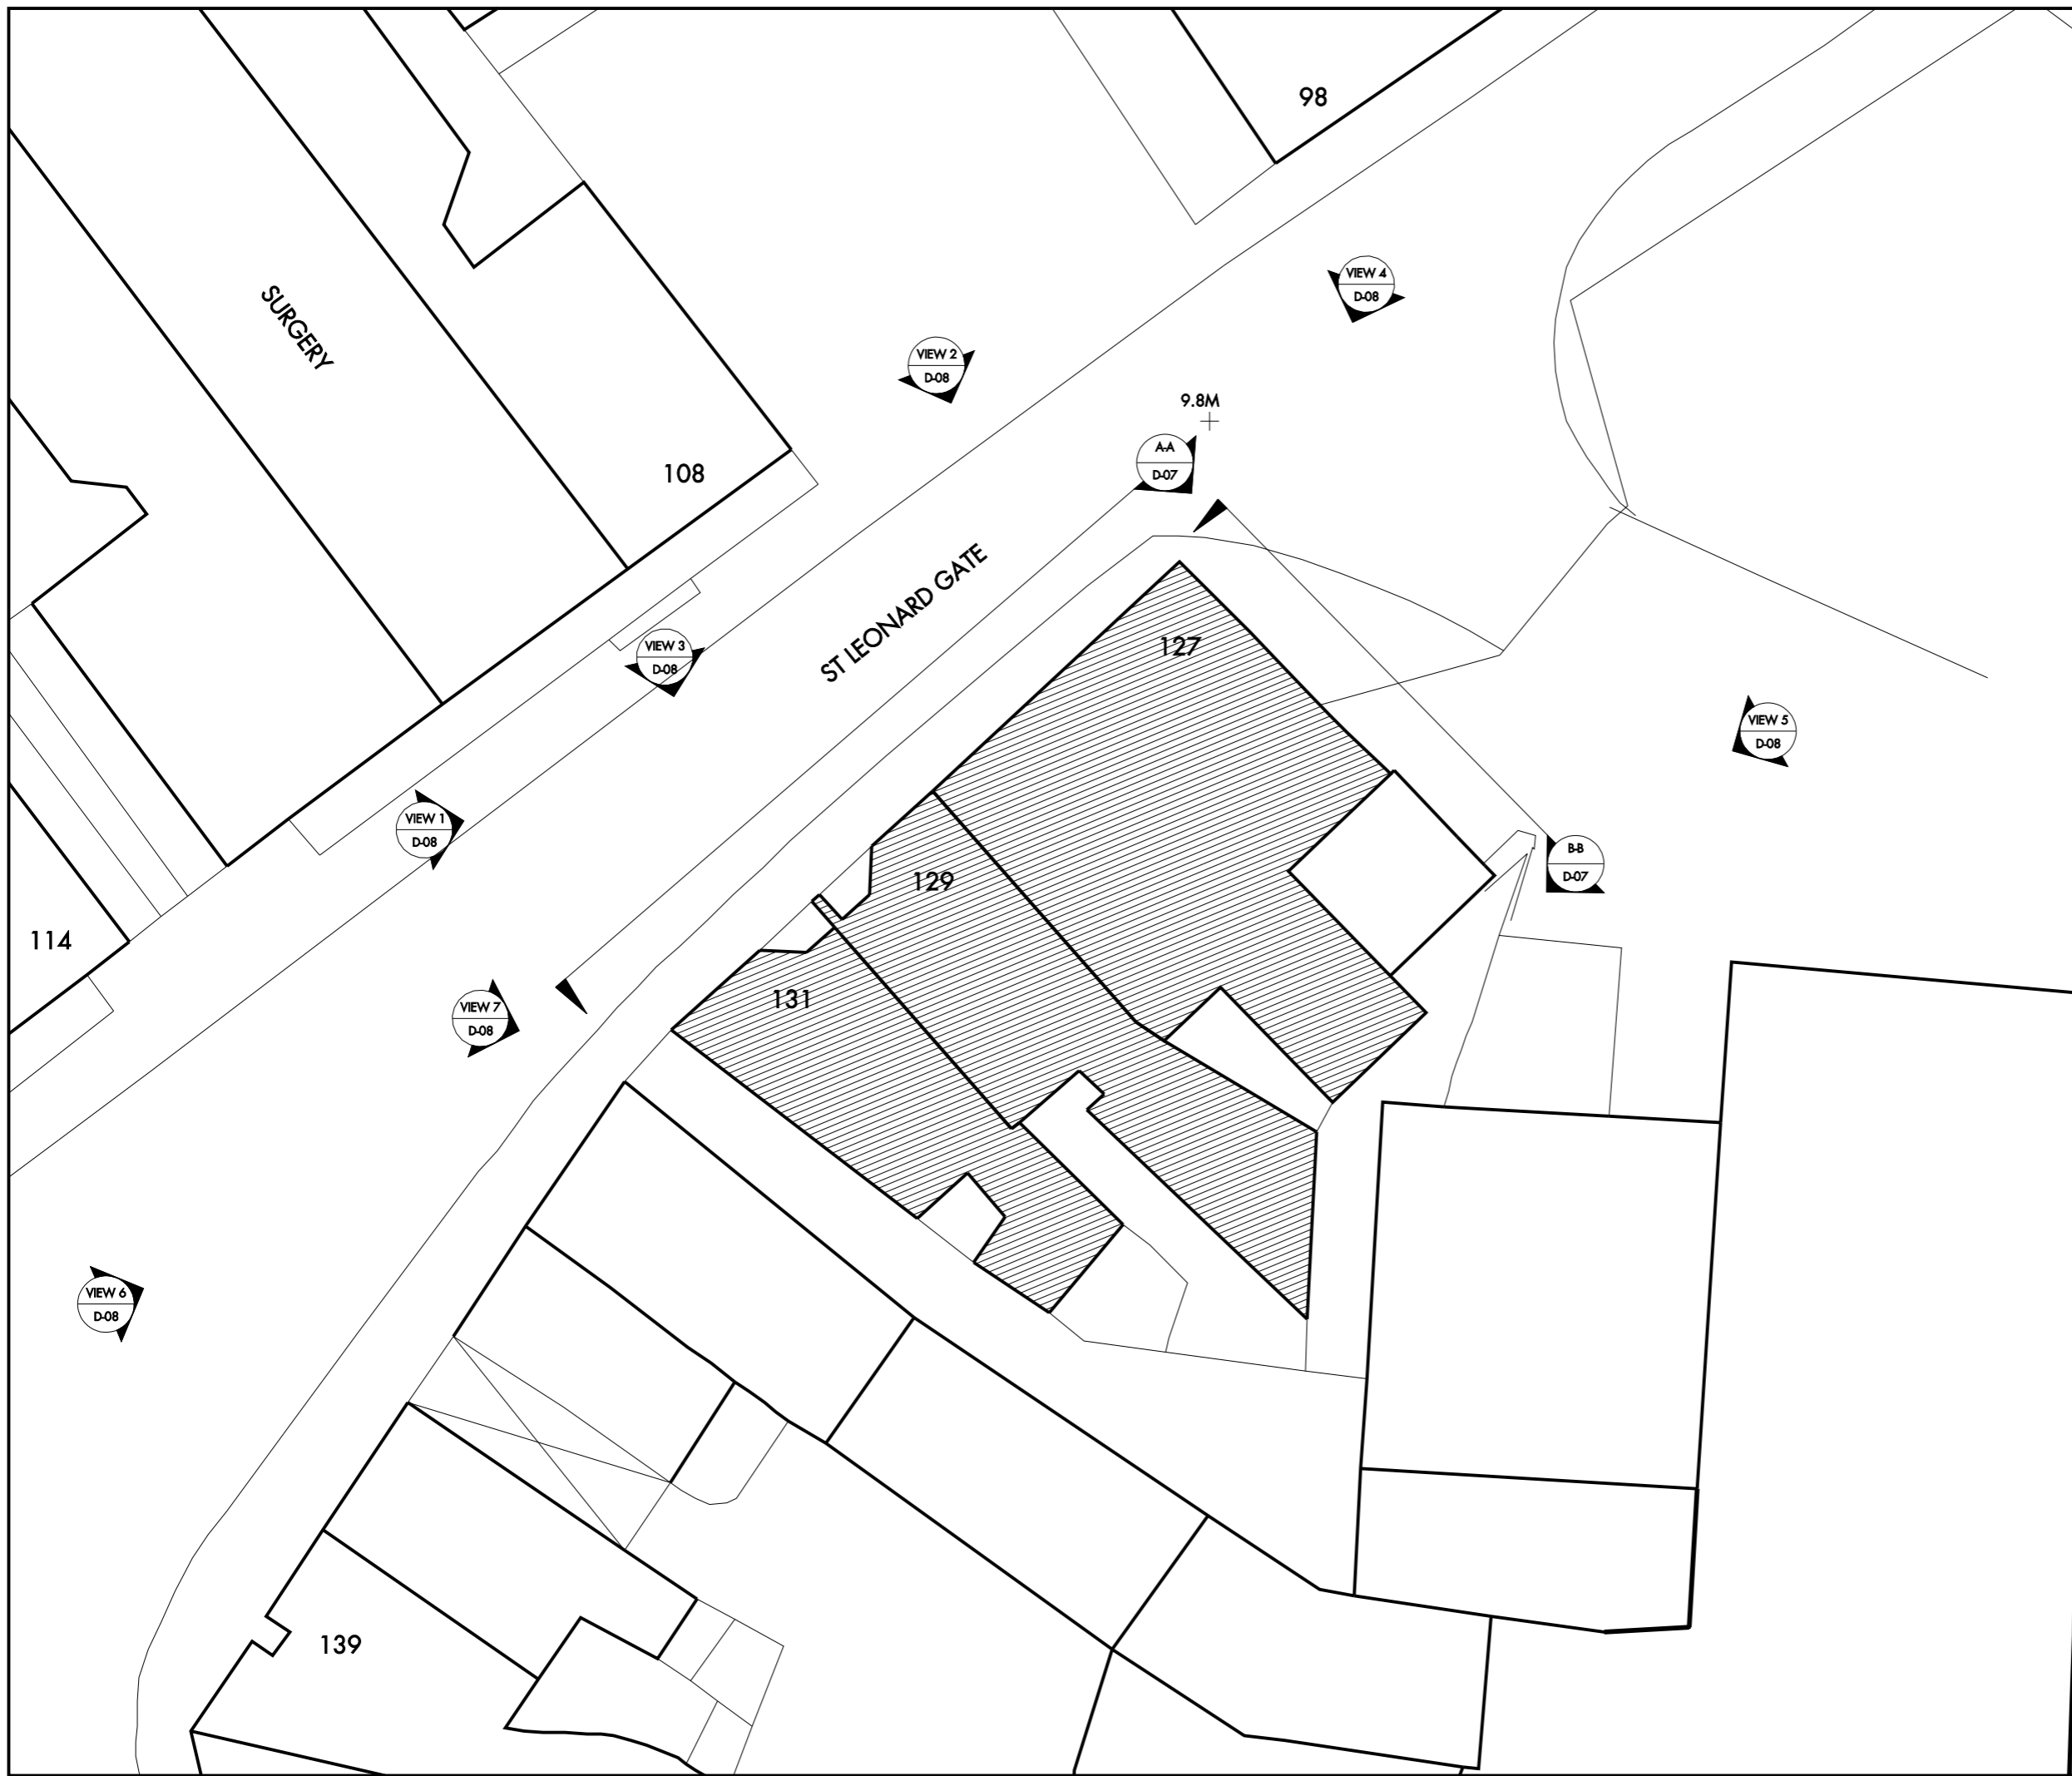 98
VIEW 4
D-08
SURGERY
VIEW 2
D-08
9.8M
A-A
D-07
108
ST LEONARD GATE
127
VIEW 3
D-08
VIEW 5
D-08
VIEW 1
D-08
B-B
D-07
129
114
131
VIEW 7
D-08
VIEW 6
D-08
139